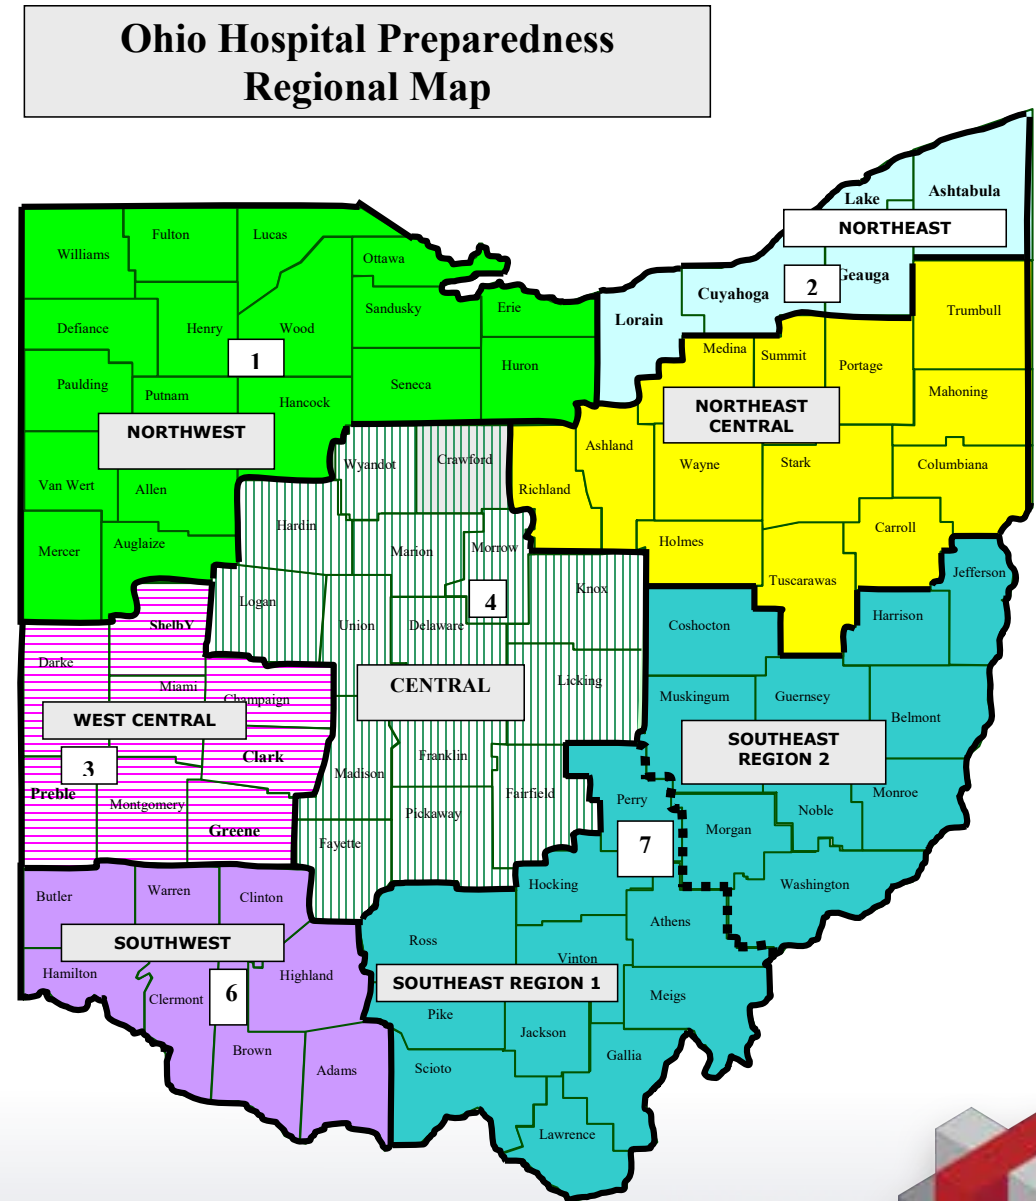 Ohio Hospital Preparedness
Regional Map
Lake
Ashtabula
NORTHEAST
Williams
Fulton
Lucas
Ottawa
Cuyahoga
2
Geauga
Sandusky
Erie
Lorain
Trumbull
Defiance
Henry
Wood
1
Huron
Medina
Summit
Portage
Paulding
Putnam
Hancock
Seneca
Mahoning
NORTHWEST
NORTHEAST
CENTRAL
Ashland
Wyandot
Crawford
Wayne
Stark
Columbiana
Van Wert
Allen
Richland
Hardin
Carroll
Mercer
Auglaize
Marion
Morrow
Holmes
Tuscarawas
Jefferson
Logan
4
Knox
ShelbY
Union
Delaware
Coshocton
Harrison
Darke
Miami
Champaign
CENTRAL
Licking
Muskingum
Guernsey
Belmont
WEST CENTRAL
SOUTHEAST
REGION 2
3
Clark
Franklin
Madison
Preble
Montgomery
Pickaway
Fairfield
Perry
Monroe
Noble
Greene
Fayette
7
Morgan
Butler
Warren
Clinton
Hocking
Washington
SOUTHWEST
Ross
Athens
Vinton
Hamilton
Highland
SOUTHEAST REGION 1
Clermont
6
Meigs
Pike
Jackson
Brown
Adams
Scioto
Gallia
Lawrence